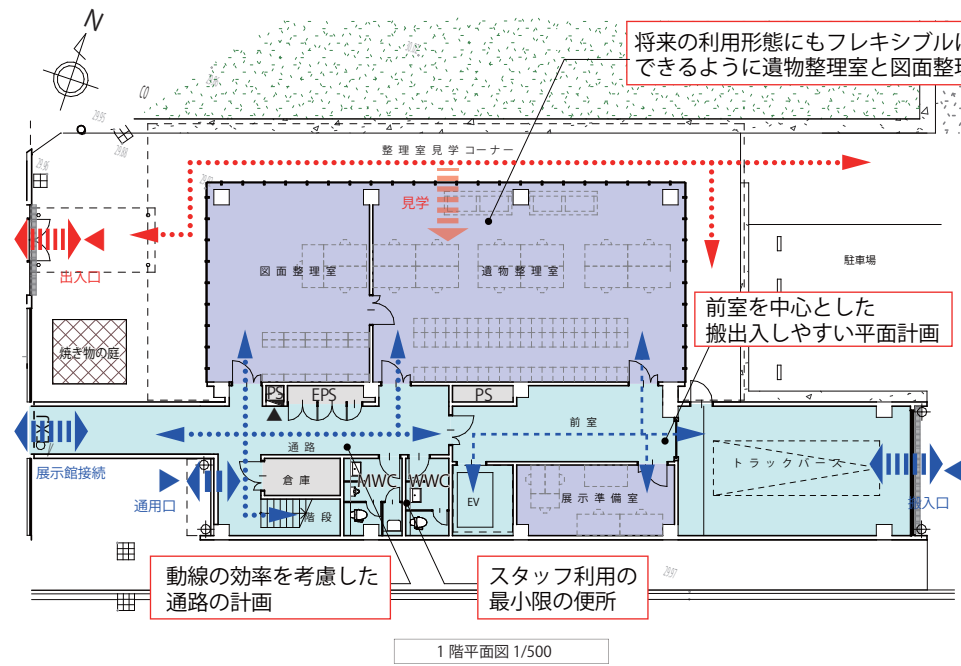 N
将来の利用形態にもフレキシブルに
できるように遺物整理室と図面整理
整理室見学コーナー
見学
図面整理室
遺物整理室
駐車場
出入口
前室を中心とした
搬出入しやすい平面計画
焼き物の庭
PS
EPS
PS
通路
前室
展示館接続
倉庫
MWC
WWC
EV
展示準備室
トラックバース
通用口
階段
搬入口
動線の効率を考慮した
通路の計画
スタッフ利用の
最小限の便所
1 階平面図 1/500